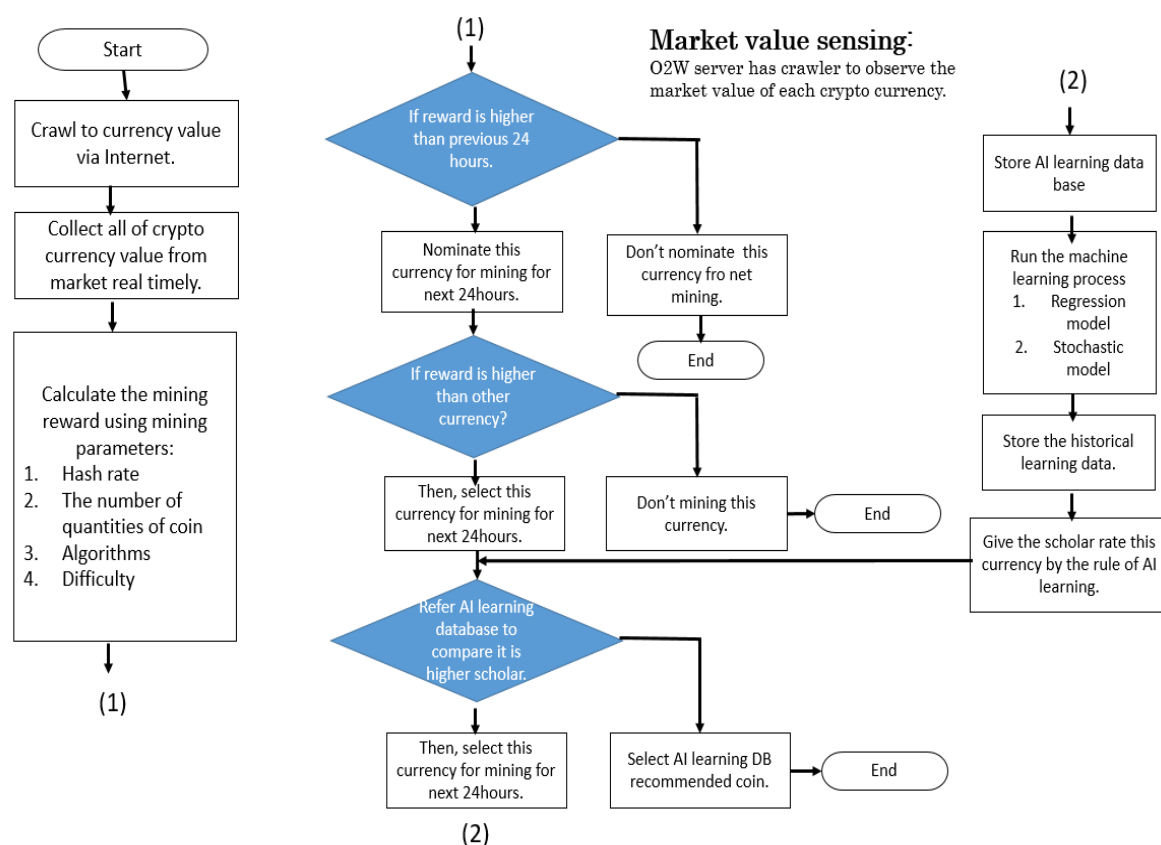 Start
Crawl to currency value
via Internet.
Collect all of crypto
currency value from
market real timely.
Calculate the mining
reward using mining
parameters:
1. Hash rate
2. The number of
quantities of coin
3. Algorithms
4. Difficulty
(1)
(1)
If reward is higher
than previous 24
hours.
Nominate this
currency for mining for
next 24hours.
Don’t nominate this
currency fro net
mining.
End
If reward is higher
than other
currency?
Then, select this
currency for mining for
next 24hours.
Don’t mining this
currency.
End
Refer AI learning
database to
compare it is
higher scholar.
Then, select this
currency for mining for
next 24hours.
Select AI learning DB
recommended coin.
End
(2)
Market value sensing:
O2W server has crawler to observe the
market value of each crypto currency.
(2)
Store AI learning data
base
Run the machine
learning process
1. Regression
model
2. Stochastic
model
Store the historical
learning data.
Give the scholar rate this
currency by the rule of AI
learning.